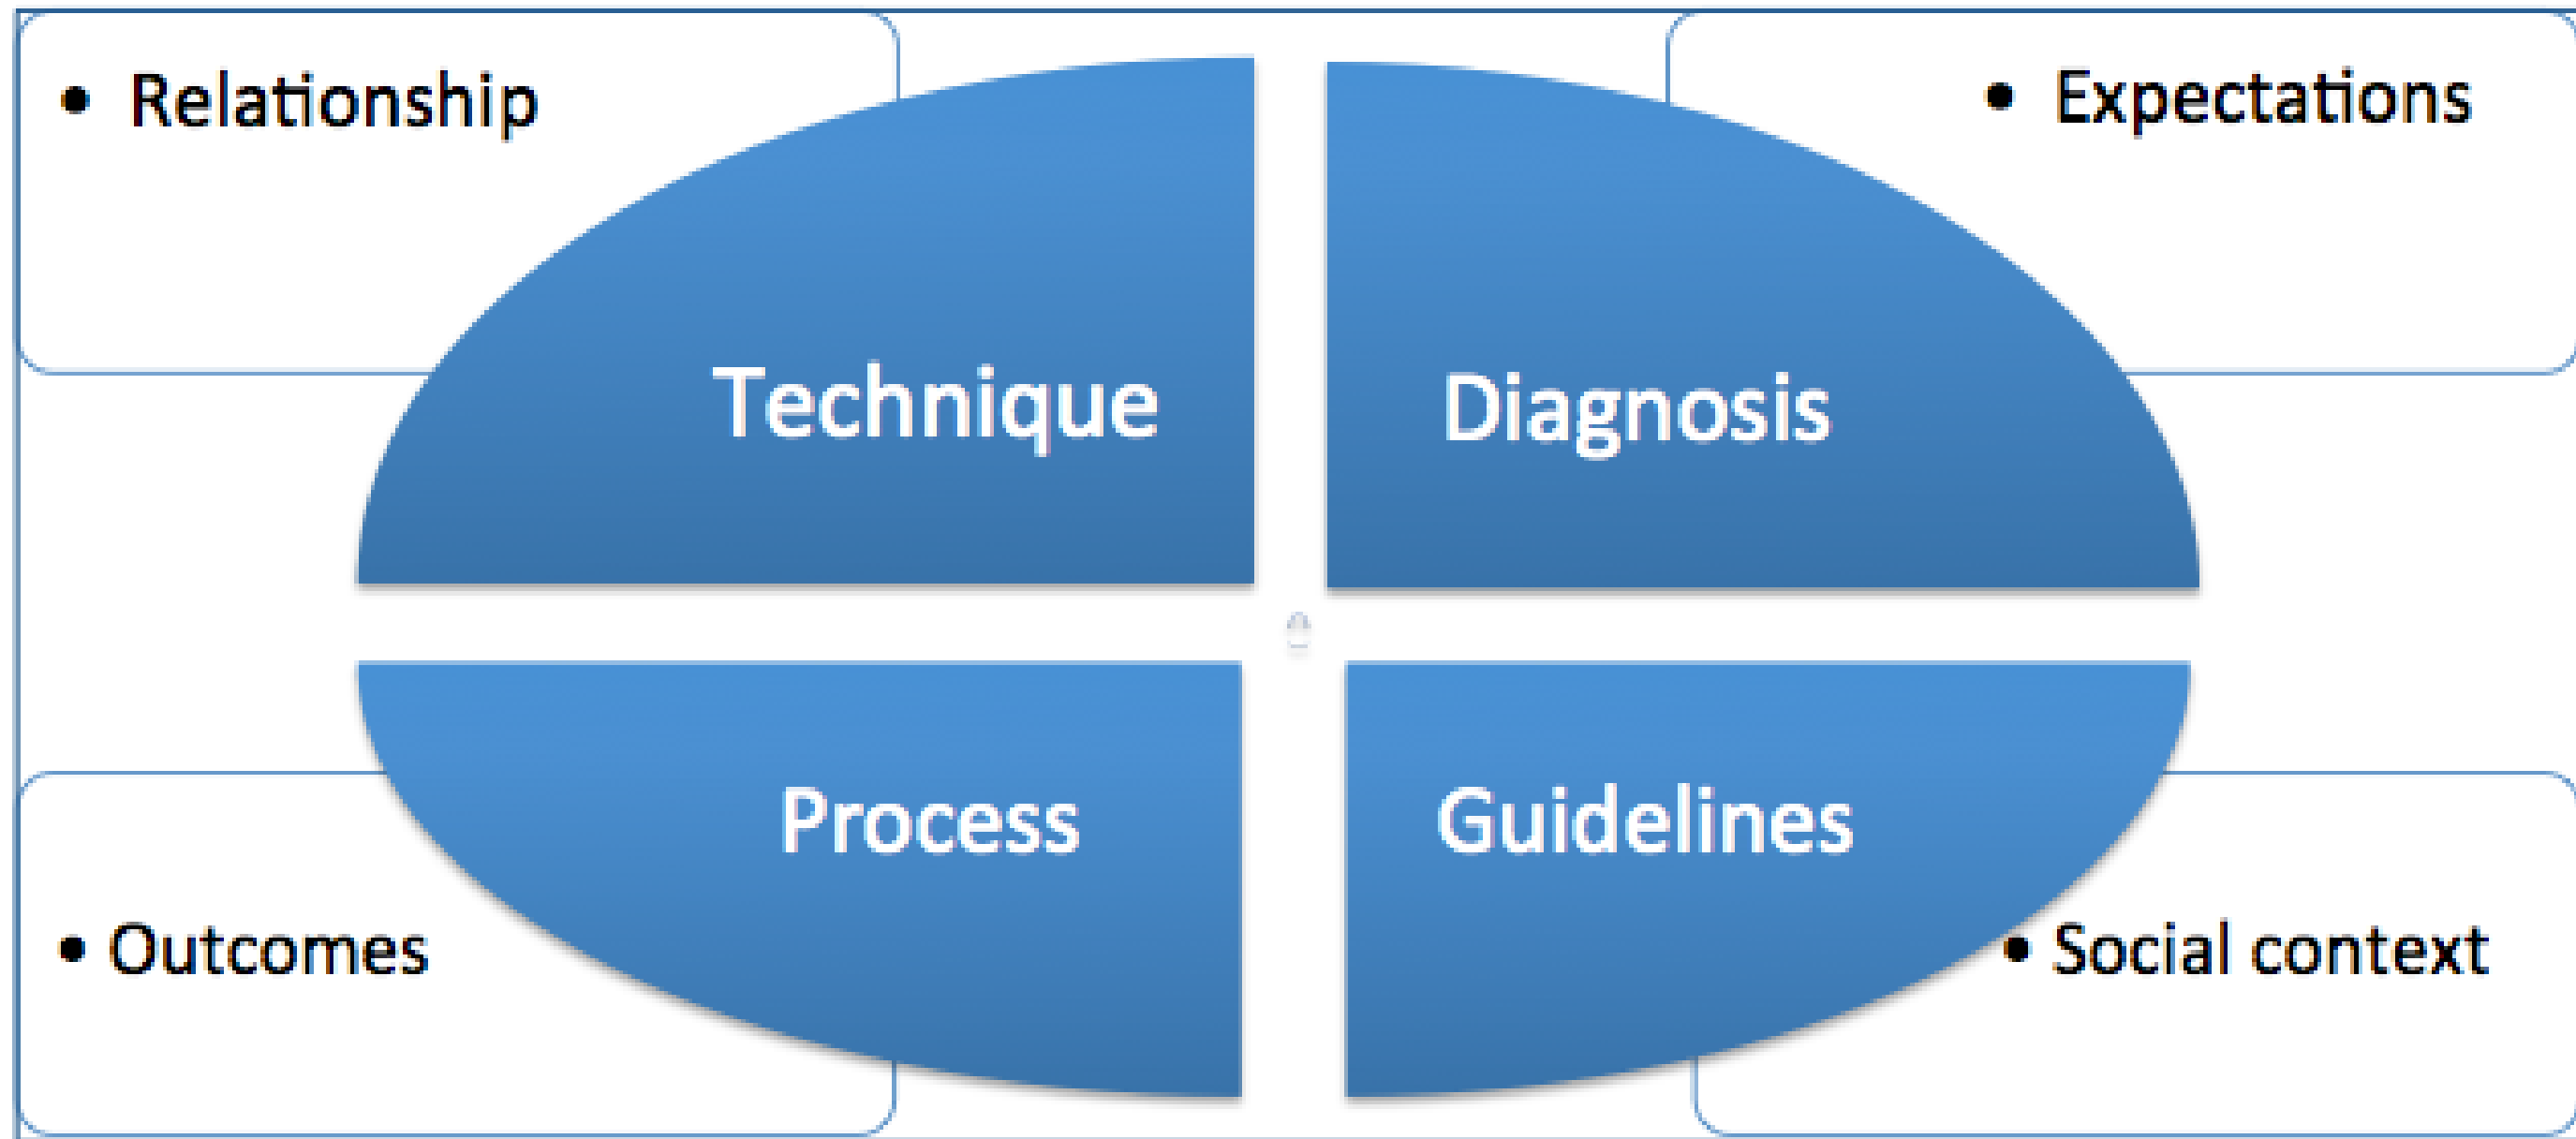 • Relationship
• Expectations
Technique
Diagnosis
Process
Guidelines
• Outcomes
• Social context